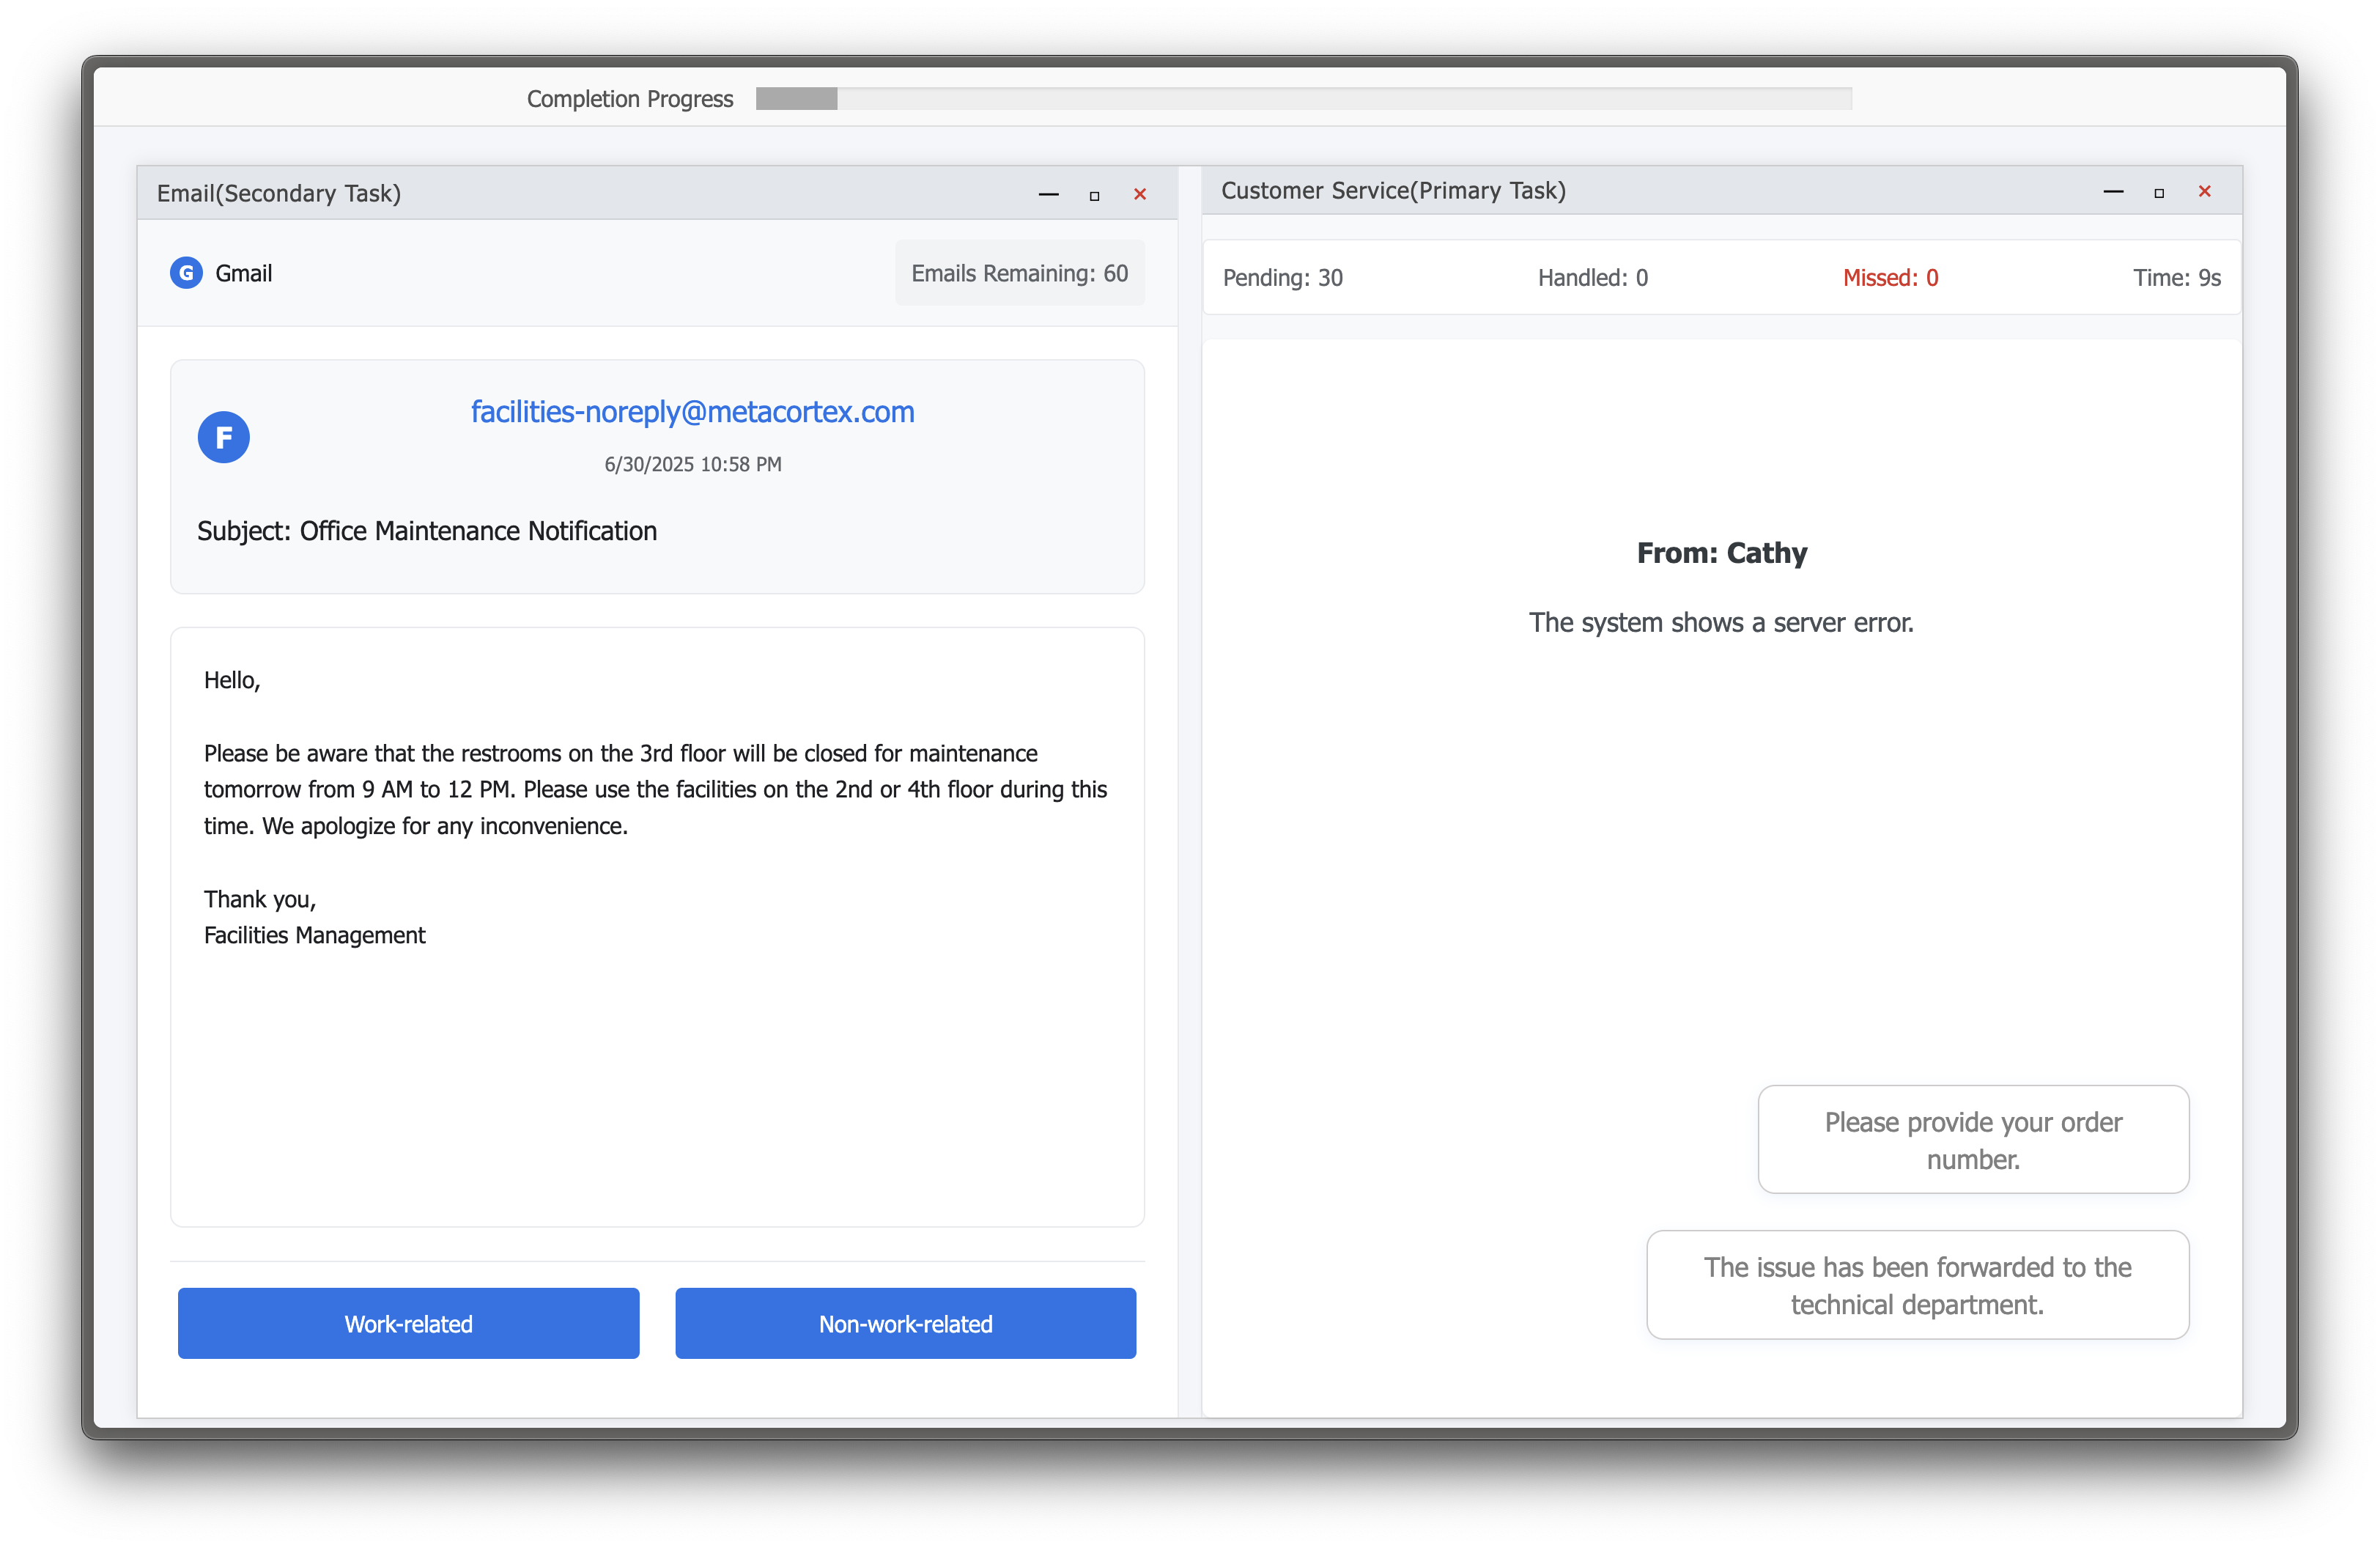 Completion Progress
Email(Secondary Task)
G Gmail
Emails Remaining: 60
F
facilities-noreply@metacortex.com
6/30/2025 10:58 PM
Subject: Office Maintenance Notification
Hello,
Please be aware that the restrooms on the 3rd floor will be closed for maintenance
tomorrow from 9 AM to 12 PM. Please use the facilities on the 2nd or 4th floor during this
time. We apologize for any inconvenience.
Thank you,
Facilities Management
Work-related
Non-work-related
Customer Service(Primary Task)
Pending: 30
Handled: 0
Missed: 0
Time: 9s
From: Cathy
The system shows a server error.
Please provide your order
number.
The issue has been forwarded to the
technical department.